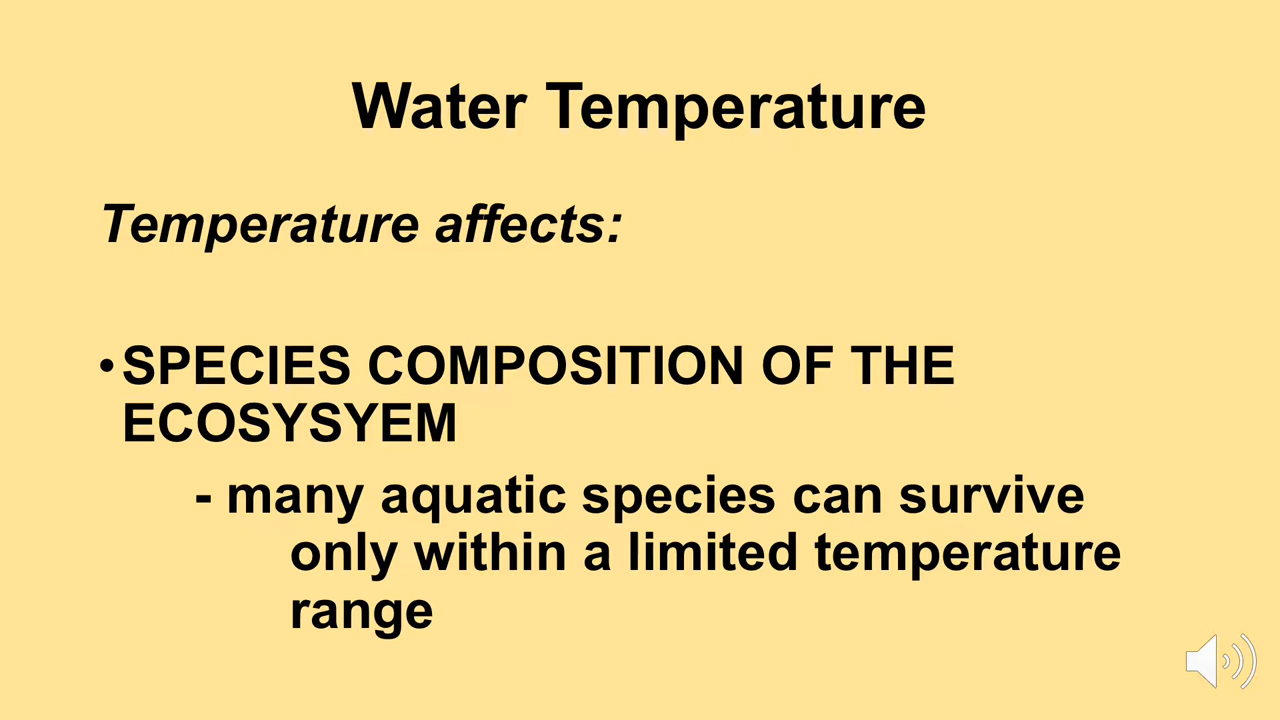 Water Temperature
Temperature affects:
•SPECIES COMPOSITION OF THE
ECOSYSYEM
- many aquatic species can survive
only within a limited temperature
range